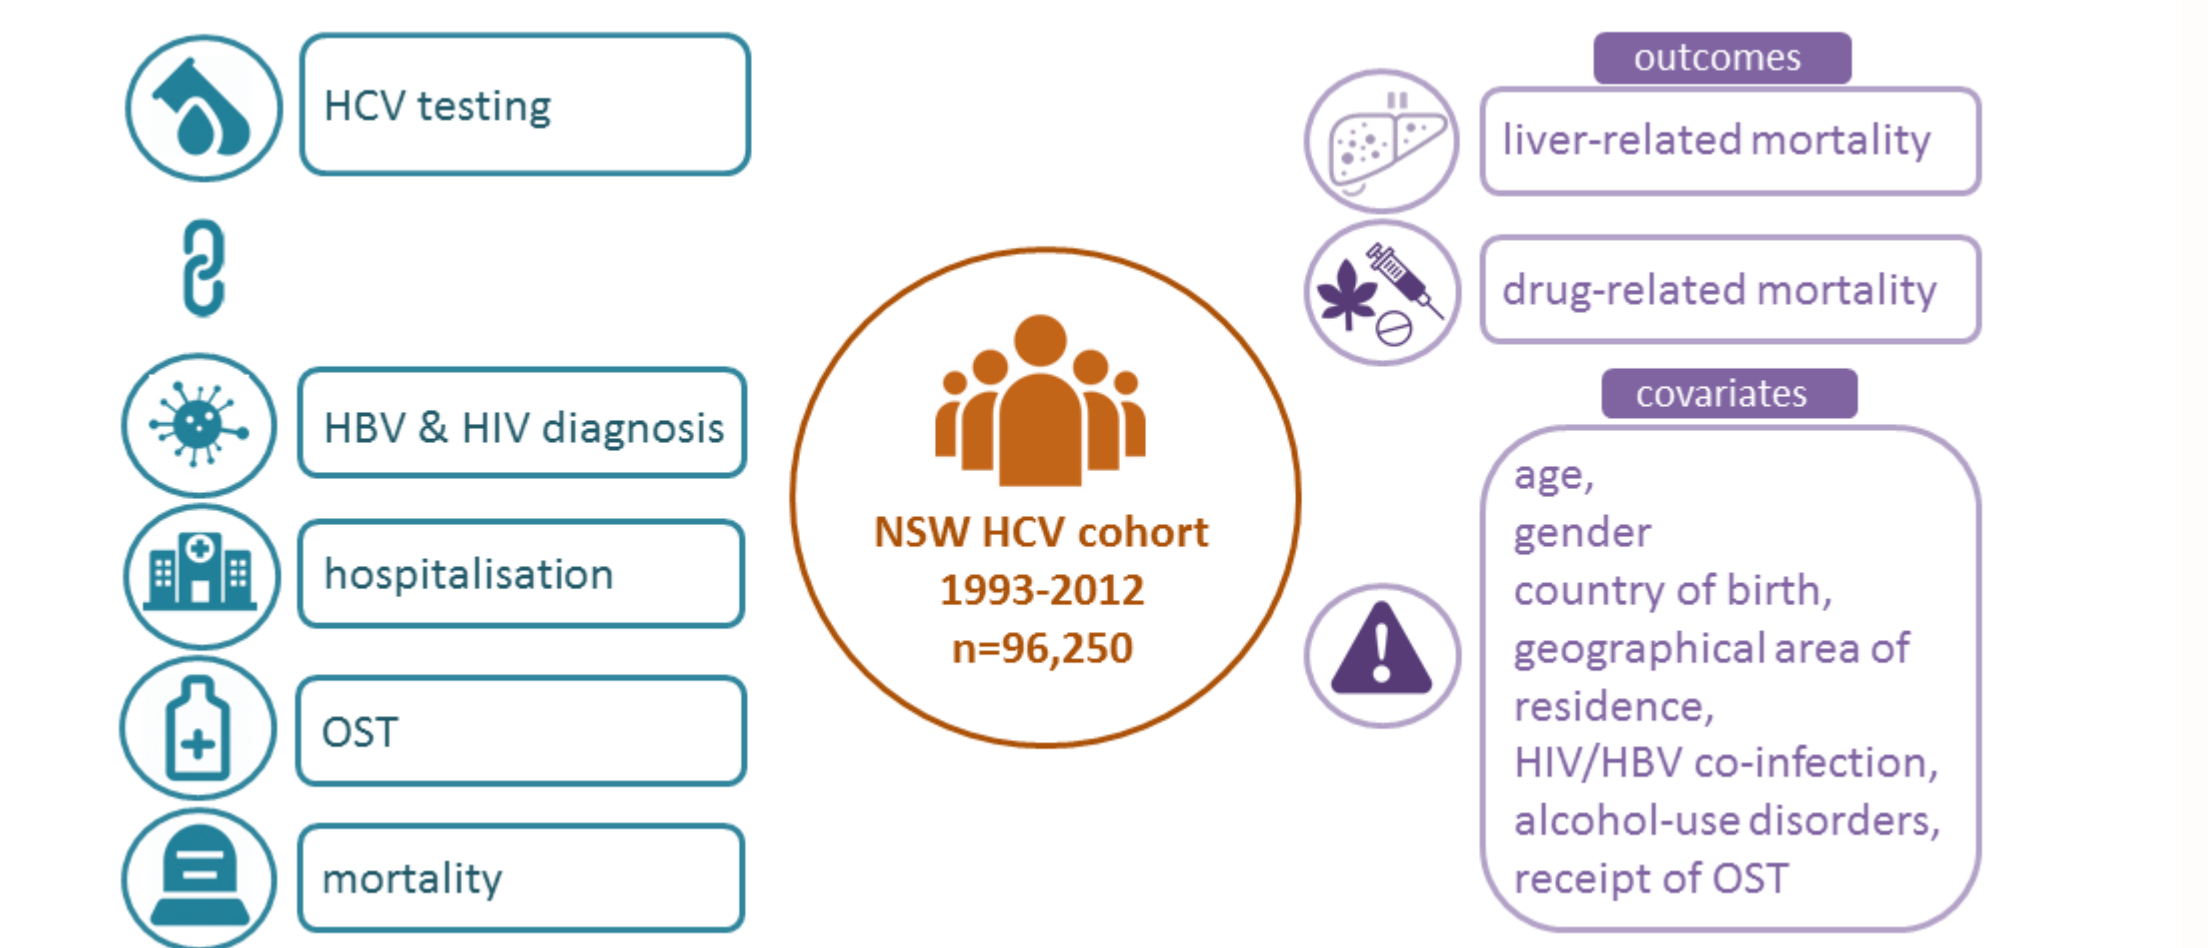 HCV testing
HBV & HIV diagnosis
hospitalisation
OST
mortality
NSW HCV cohort
1993-2012
n=96,250
outcomes
liver-related mortality
drug-related mortality
covariates
age,
gender
country of birth,
geographical area of
residence,
HIV/HBV co-infection,
alcohol-use disorders,
receipt of OST